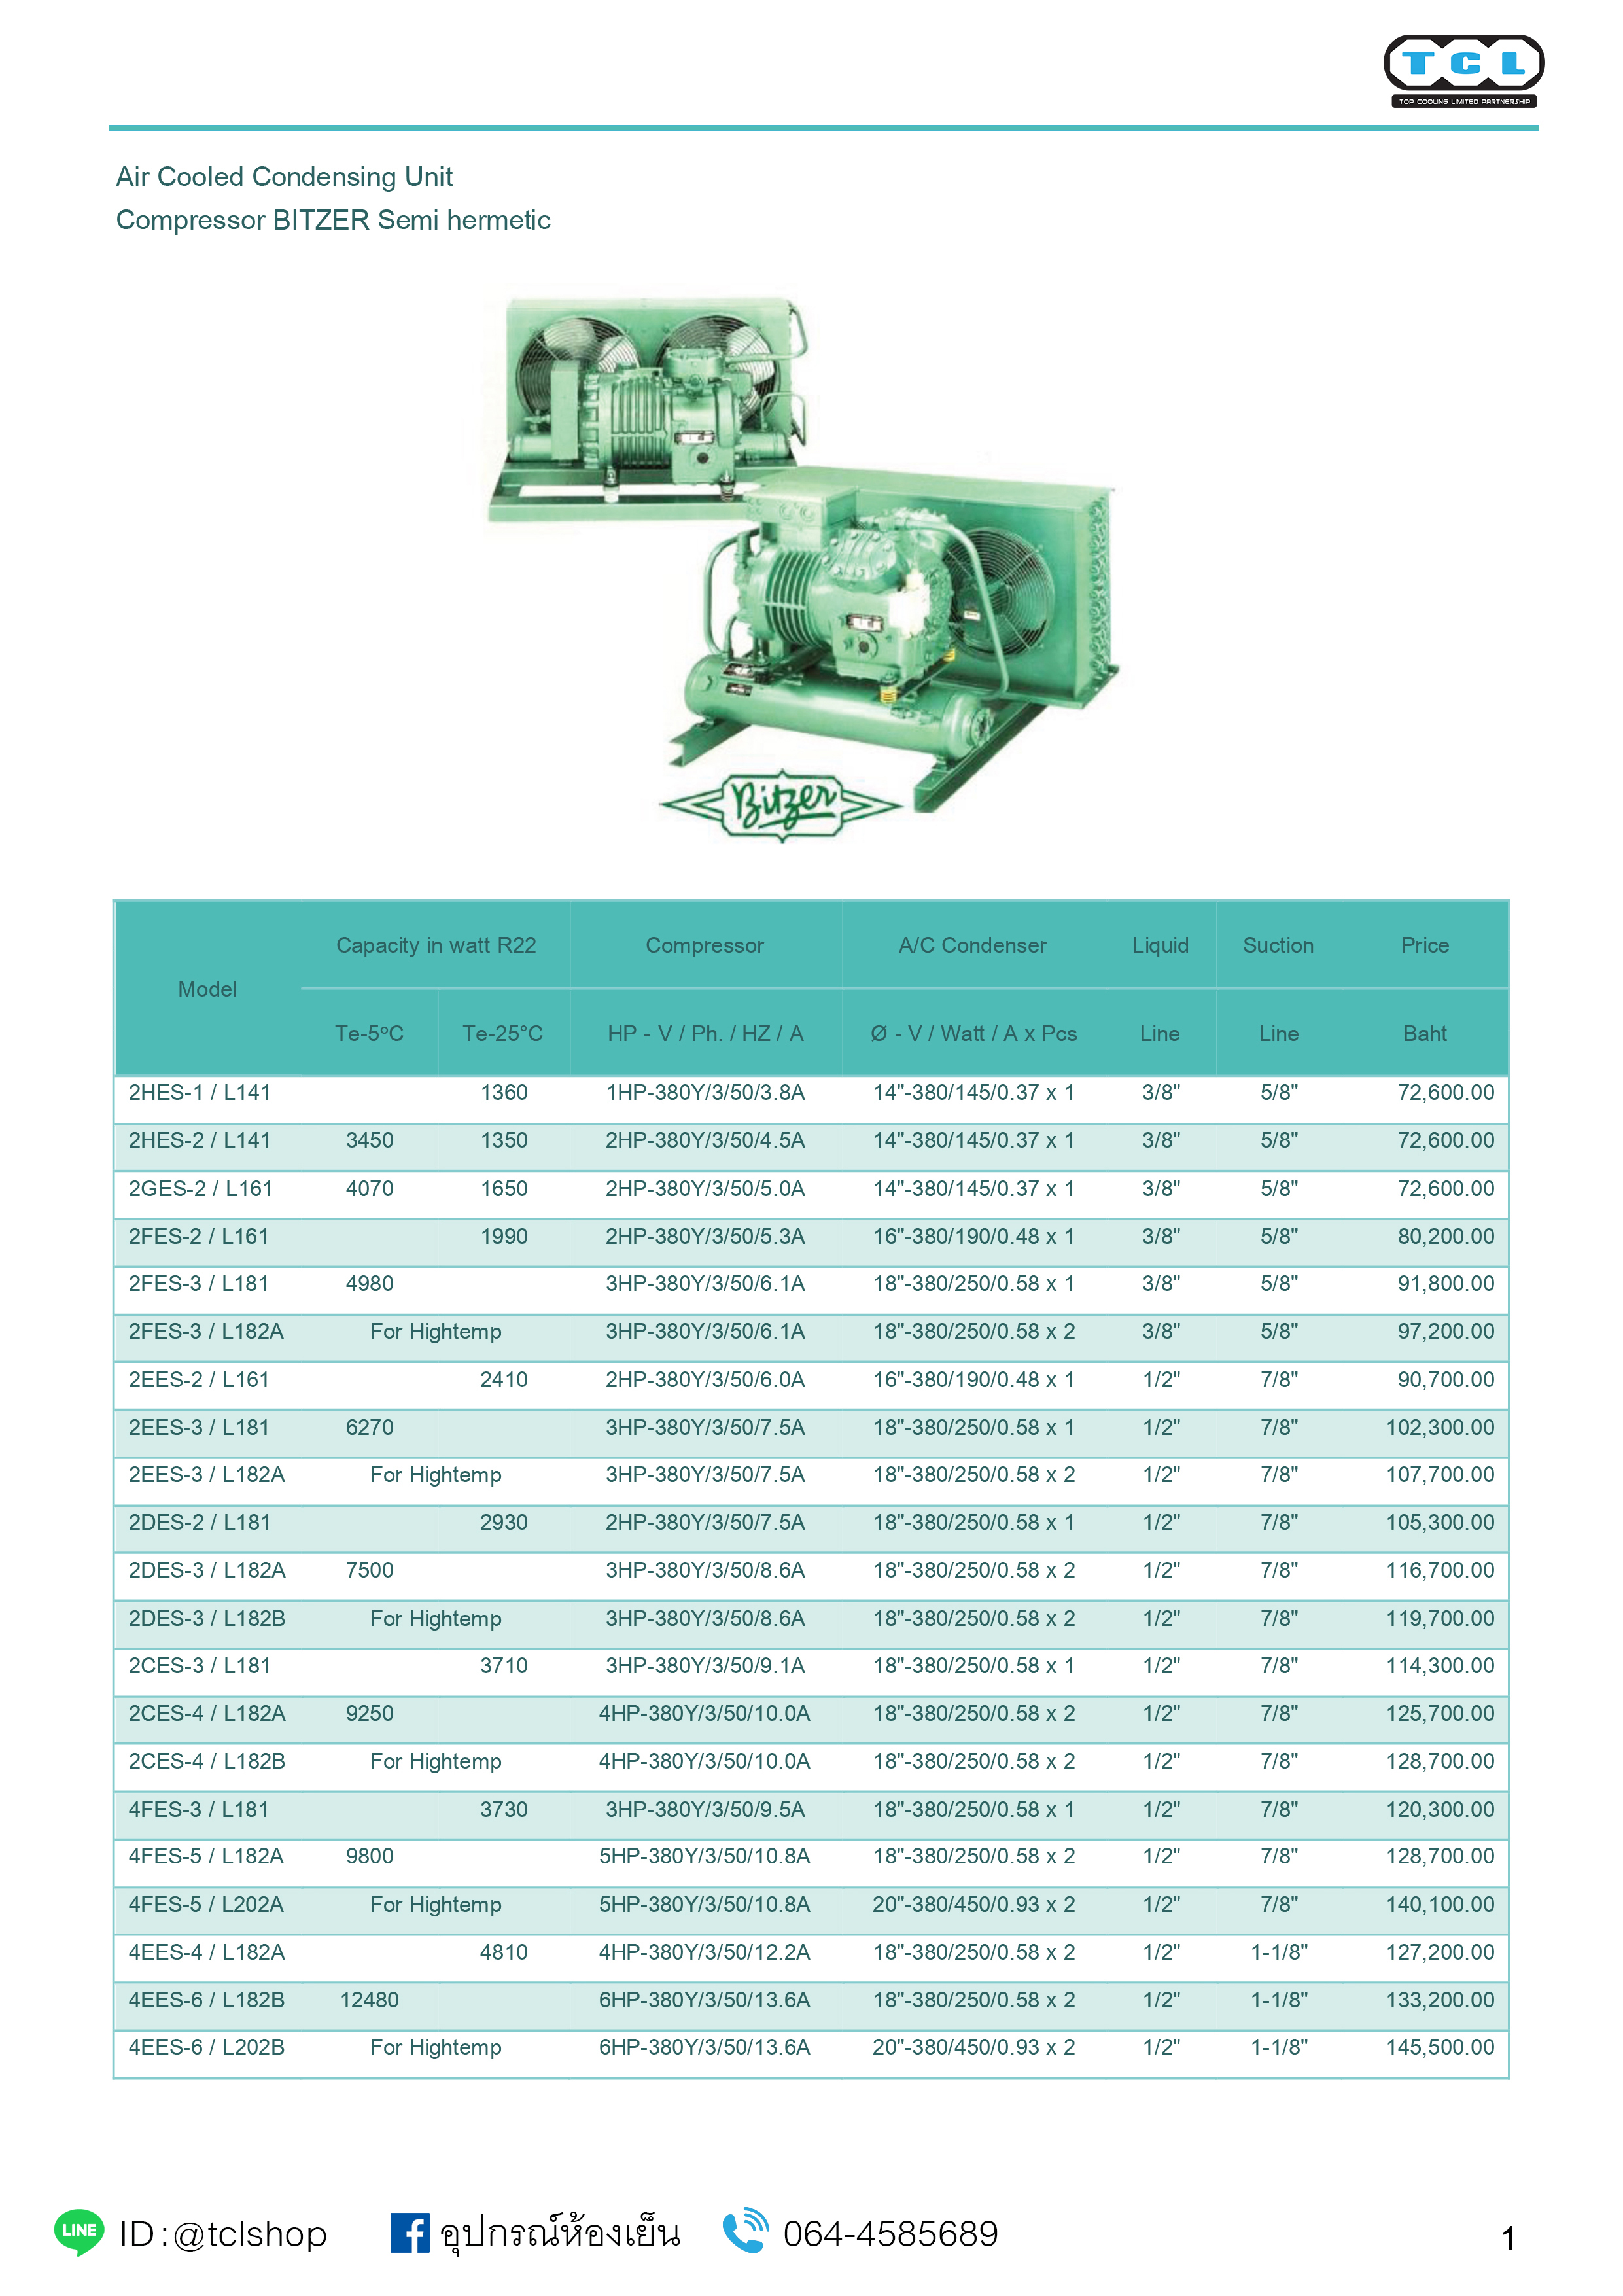 TCL
TOP COOLING LIMITED PARTNERSHIP
Air Cooled Condensing Unit
Compressor BITZER Semi hermetic
Bitzer
Model Capacity in watt R22 Compressor A/C Condenser Liquid Suction Price
Te-5°C Te-25°C HP - V / Ph. / HZ / A Ø - V / Watt / A x Pcs Line Line Baht
2HES-1 / L141 1360 1HP-380Y/3/50/3.8A 14"-380/145/0.37 x 1 3/8" 5/8" 72,600.00
2HES-2 / L141 3450 1350 2HP-380Y/3/50/4.5A 14"-380/145/0.37 x 1 3/8" 5/8" 72,600.00
2GES-2 / L161 4070 1650 2HP-380Y/3/50/5.0A 14"-380/145/0.37 x 1 3/8" 5/8" 72,600.00
2FES-2 / L161 1990 2HP-380Y/3/50/5.3A 16"-380/190/0.48 x 1 3/8" 5/8" 80,200.00
2FES-3 / L181 4980 3HP-380Y/3/50/6.1A 18"-380/250/0.58 x 1 3/8" 5/8" 91,800.00
2FES-3 / L182A For Hightemp 3HP-380Y/3/50/6.1A 18"-380/250/0.58 x 2 3/8" 5/8" 97,200.00
2EES-2 / L161 2410 2HP-380Y/3/50/6.0A 16"-380/190/0.48 x 1 1/2" 7/8" 90,700.00
2EES-3 / L181 6270 3HP-380Y/3/50/7.5A 18"-380/250/0.58 x 1 1/2" 7/8" 102,300.00
2EES-3 / L182A For Hightemp 3HP-380Y/3/50/7.5A 18"-380/250/0.58 x 2 1/2" 7/8" 107,700.00
2DES-2 / L181 2930 2HP-380Y/3/50/7.5A 18"-380/250/0.58 x 1 1/2" 7/8" 105,300.00
2DES-3 / L182A 7500 3HP-380Y/3/50/8.6A 18"-380/250/0.58 x 2 1/2" 7/8" 116,700.00
2DES-3 / L182B For Hightemp 3HP-380Y/3/50/8.6A 18"-380/250/0.58 x 2 1/2" 7/8" 119,700.00
2CES-3 / L181 3710 3HP-380Y/3/50/9.1A 18"-380/250/0.58 x 1 1/2" 7/8" 114,300.00
2CES-4 / L182A 9250 4HP-380Y/3/50/10.0A 18"-380/250/0.58 x 2 1/2" 7/8" 125,700.00
2CES-4 / L182B For Hightemp 4HP-380Y/3/50/10.0A 18"-380/250/0.58 x 2 1/2" 7/8" 128,700.00
4FES-3 / L181 3730 3HP-380Y/3/50/9.5A 18"-380/250/0.58 x 1 1/2" 7/8" 120,300.00
4FES-5 / L182A 9800 5HP-380Y/3/50/10.8A 18"-380/250/0.58 x 2 1/2" 7/8" 128,700.00
4FES-5 / L202A For Hightemp 5HP-380Y/3/50/10.8A 20"-380/450/0.93 x 2 1/2" 7/8" 140,100.00
4EES-4 / L182A 4810 4HP-380Y/3/50/12.2A 18"-380/250/0.58 x 2 1/2" 1-1/8" 127,200.00
4EES-6 / L182B 12480 6HP-380Y/3/50/13.6A 18"-380/250/0.58 x 2 1/2" 1-1/8" 133,200.00
4EES-6 / L202B For Hightemp 6HP-380Y/3/50/13.6A 20"-380/450/0.93 x 2 1/2" 1-1/8" 145,500.00
LINE ID : @tclshop อุปกรณ์ห้องเย็น 064-4585689 1